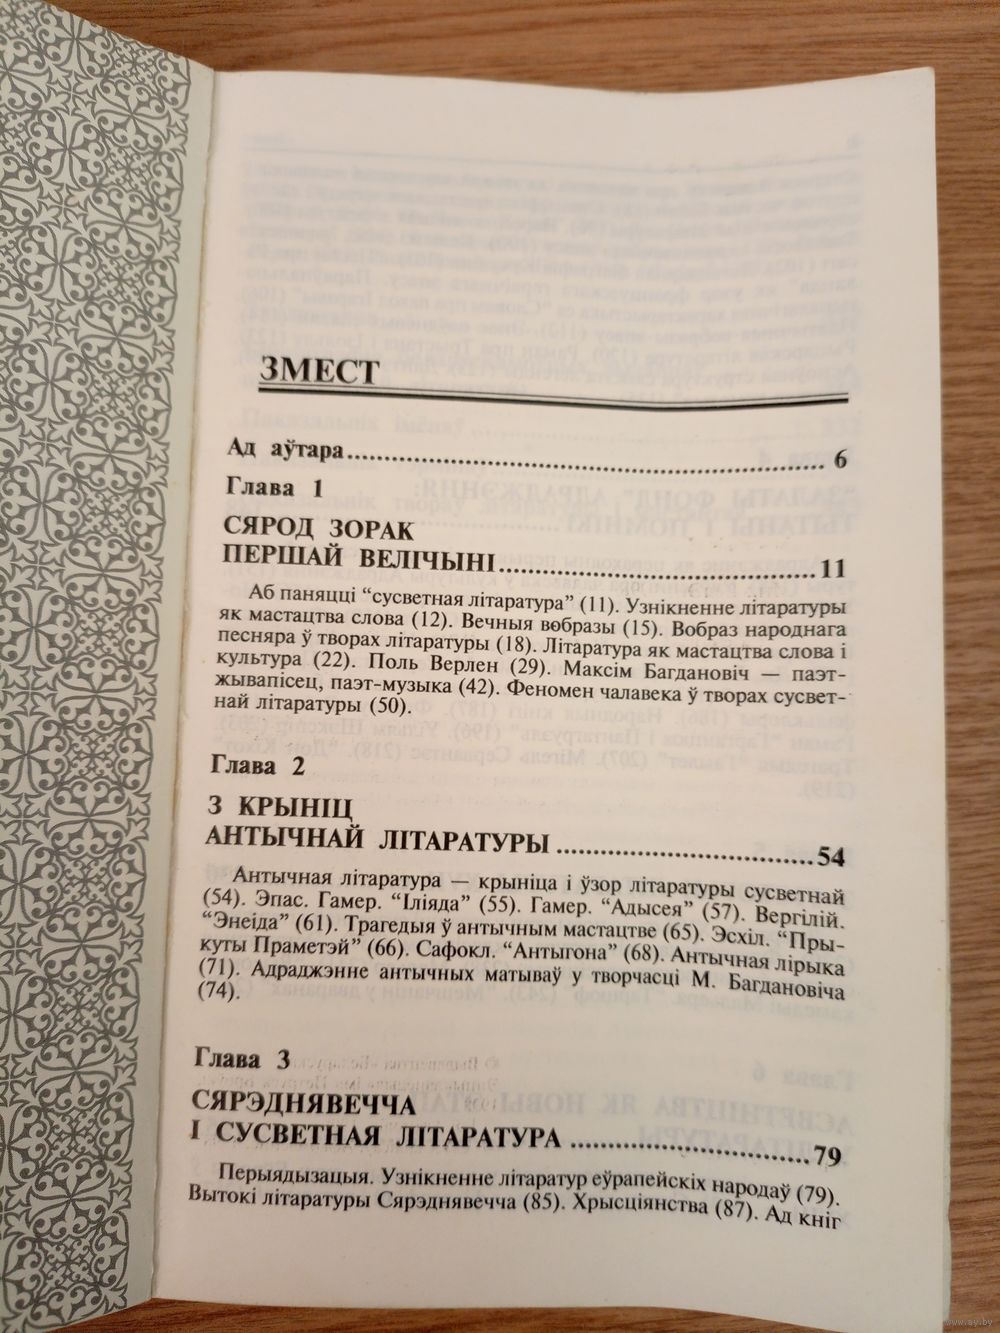 ЗМЕСТ
Ад аўтара........ 6
Глава 1
СЯРОД ЗОРАК
ПЕРШАЙ ВЕЛІЧЫНІ........ 11
Аб паняцці “сусветная літаратура” (11). Узнікненне літаратуры
як мастацтва слова (12). Вечныя вобразы (15). Вобраз народнага
песняра ў творах літаратуры (18). Літаратура як мастацтва слова і
культура (22). Поль Верлен (29). Максім Багдановіч — паэт-
жывапісец, паэт-музыка (42). Феномен чалавека ў творах сусвет-
най літаратуры (50).
Глава 2
З КРЫНІЦ
АНТЫЧНАЙ ЛІТАРАТУРЫ........ 54
Антычная літаратура — крыніца і ўзор літаратуры сусветнай
(54). Эпас. Гамер. “Іліяда” (55). Гамер. “Адысея” (57). Вергілій.
“Энеіда” (61). Трагедыя ў антычным мастацтве (65). Эсхіл. “Пры-
куты Праметэй” (66). Сафокл. “Антыгона” (68). Антычная лірыка
(71). Адраджэнне антычных матываў у творчасці М. Багдановіча
(74).
Глава 3
СЯРЭДНЯВЕЧЧА
І СУСВЕТНАЯ ЛІТАРАТУРА........ 79
Перыядызацыя. Узнікненне літаратур еўрапейскіх народаў (79).
Вытокі літаратуры Сярэднявечча (85). Хрысціянства (87). Ад кніг
www.ay.by